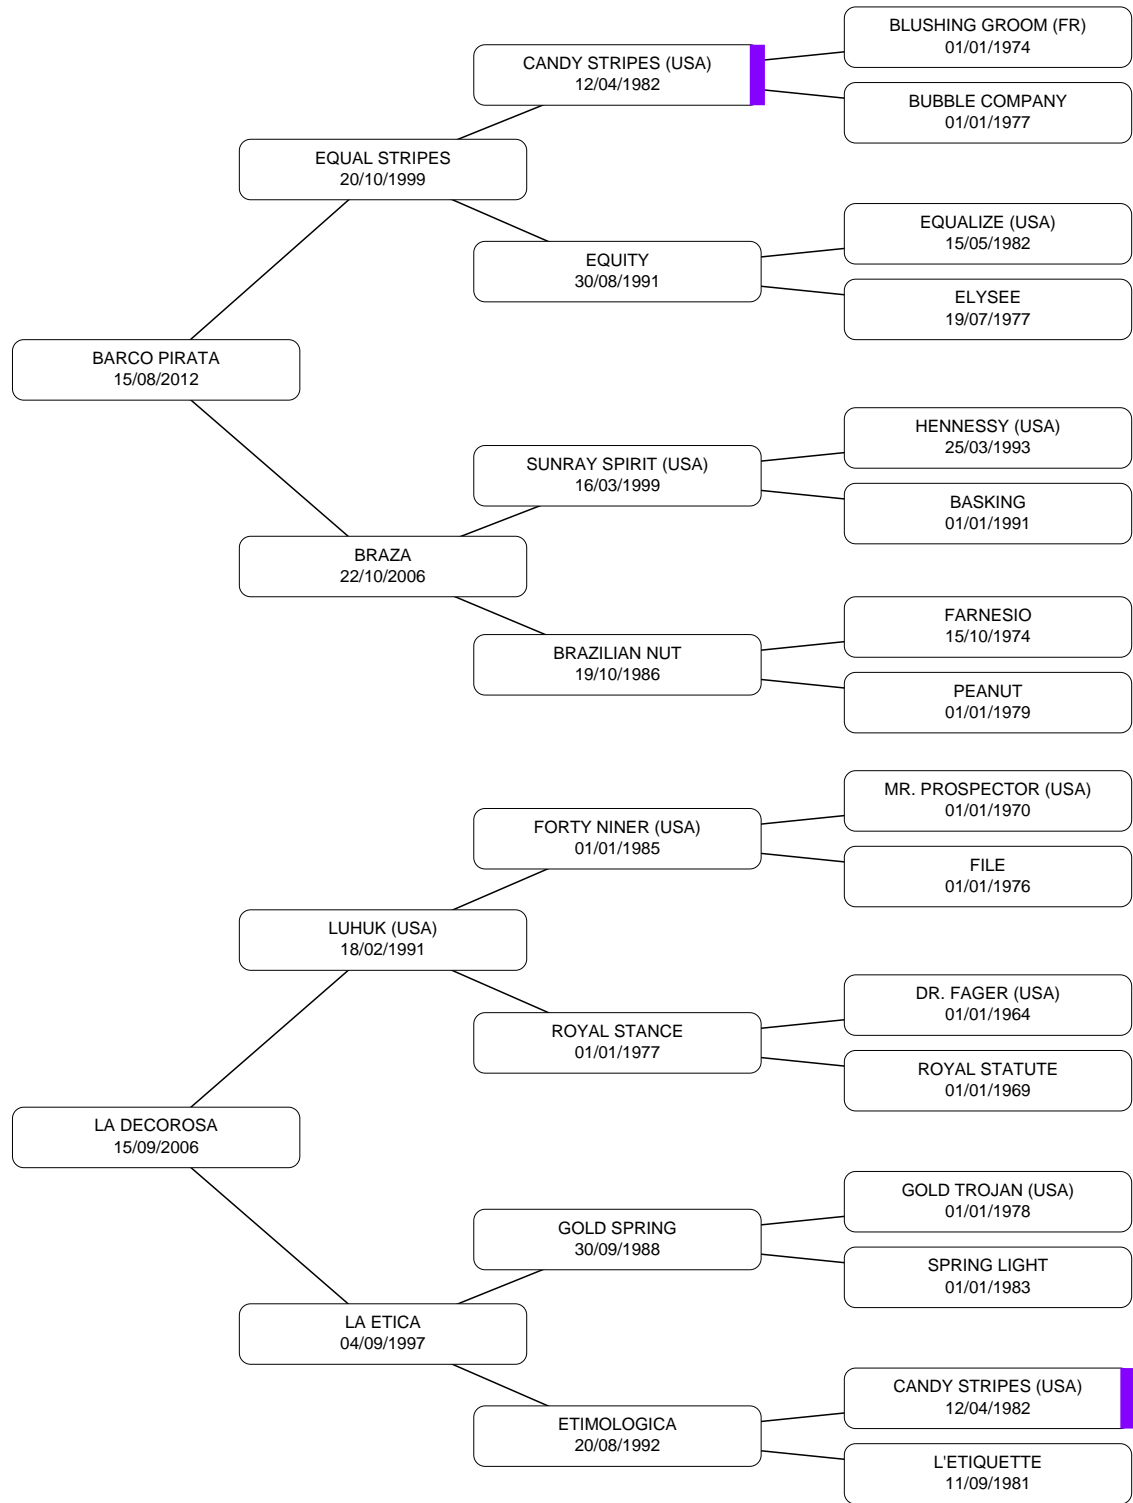 BLUSHING GROOM (FR)
01/01/1974
CANDY STRIPES (USA)
12/04/1982
BUBBLE COMPANY
01/01/1977
EQUAL STRIPES
20/10/1999
EQUALIZE (USA)
15/05/1982
EQUITY
30/08/1991
ELYSEE
19/07/1977
BARCO PIRATA
15/08/2012
HENNESSY (USA)
25/03/1993
SUNRAY SPIRIT (USA)
16/03/1999
BASKING
01/01/1991
BRAZA
22/10/2006
FARNESIO
15/10/1974
BRAZILIAN NUT
19/10/1986
PEANUT
01/01/1979
MR. PROSPECTOR (USA)
01/01/1970
FORTY NINER (USA)
01/01/1985
FILE
01/01/1976
LUHUK (USA)
18/02/1991
DR. FAGER (USA)
01/01/1964
ROYAL STANCE
01/01/1977
ROYAL STATUTE
01/01/1969
LA DECOROSA
15/09/2006
GOLD TROJAN (USA)
01/01/1978
GOLD SPRING
30/09/1988
SPRING LIGHT
01/01/1983
LA ETICA
04/09/1997
CANDY STRIPES (USA)
12/04/1982
ETIMOLOGICA
20/08/1992
L'ETIQUETTE
11/09/1981